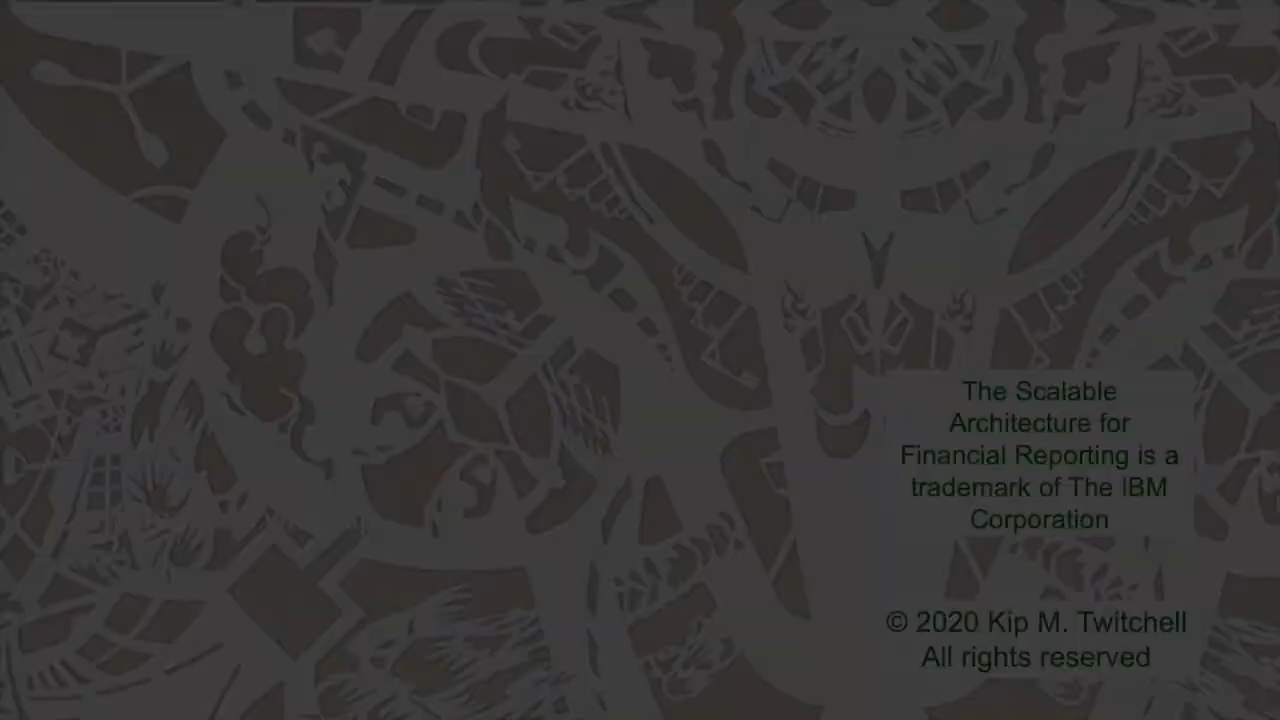 The Scalable
Architecture for
Financial Reporting is a
trademark of The IBM
Corporation
© 2020 Kip M. Twitchell
All rights reserved